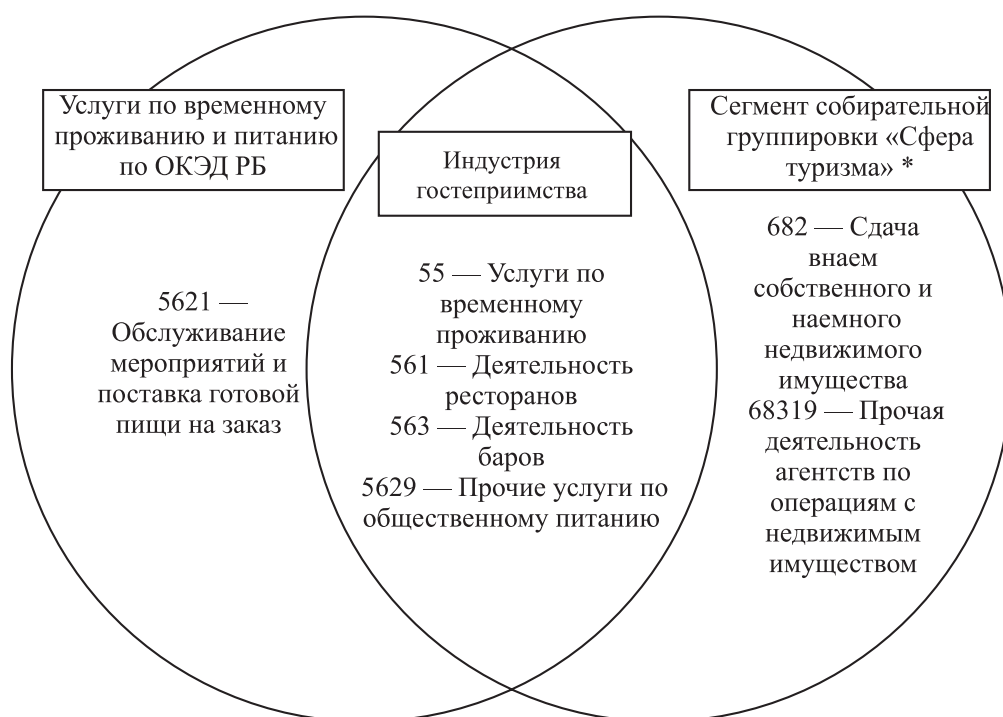 Услуги по временному
проживанию и питанию
по ОКЭД РБ
5621 —
Обслуживание
мероприятий и
поставка готовой
пищи на заказ
Индустрия
гостеприимства
55 — Услуги по
временному
проживанию
561 — Деятельность
ресторанов
563 — Деятельность
баров
5629 — Прочие услуги по
общественному питанию
Сегмент собирательной
группировки «Сфера
туризма» *
682 — Сдача
внаем
собственного и
наемного
недвижимого
имущества
68319 — Прочая
деятельность
агентств по
операциям с
недвижимым
имуществом